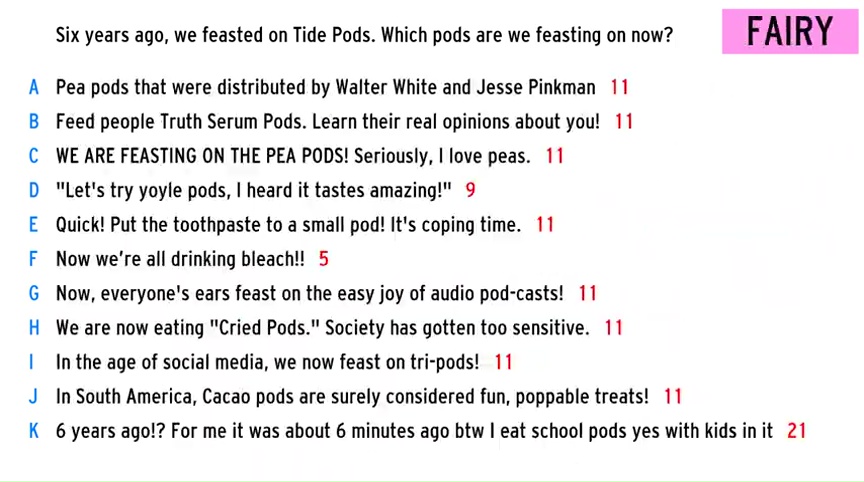 Six years ago, we feasted on Tide Pods. Which pods are we feasting on now?
FAIRY
A Pea pods that were distributed by Walter White and Jesse Pinkman 11
B Feed people Truth Serum Pods. Learn their real opinions about you! 11
C WE ARE FEASTING ON THE PEA PODS! Seriously, I love peas. 11
D "Let's try yoyle pods, I heard it tastes amazing!" 9
E Quick! Put the toothpaste to a small pod! It's coping time. 11
F Now we're all drinking bleach!! 5
G Now, everyone's ears feast on the easy joy of audio pod-casts! 11
H We are now eating "Cried Pods." Society has gotten too sensitive. 11
I In the age of social media, we now feast on tri-pods! 11
J In South America, Cacao pods are surely considered fun, poppable treats! 11
K 6 years ago!? For me it was about 6 minutes ago btw I eat school pods yes with kids in it 21